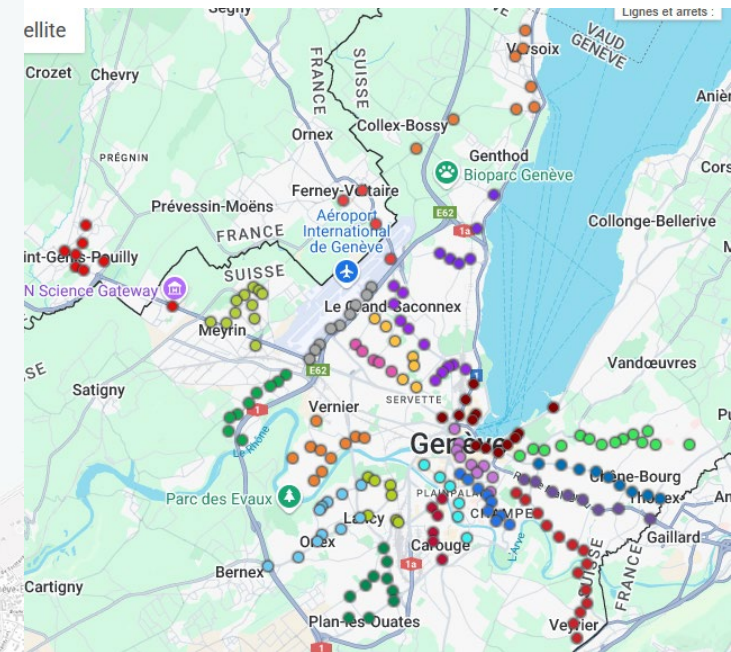 Segny
Lignes et arrets :
ellite
Versoix
VAUD
GENÈVE
Crozet
Chevry
FRANCE
SUISSE
Anièr
Ornex
Collex-Bossy
PRÉGNIN
Genthod
Bioparc Genève
Cors
Ferney-Voltaire
Prévessin-Moëns
Aéroport
International
de Genève
E62
1a
Collonge-Bellerive
FRANCE
int-Genis-Pouilly
SUISSE
N Science Gateway
Le Grand-Saconnex
Meyrin
E62
1
Vandœuvres
Satigny
SERVETTE
1
Vernier
Le Rhône
Genève
Parc des Evaux
PLAINPALAIS
Chêne-Bourg
Thônex
An
Lancy
CHAMPEL
Gaillard
Onex
Carouge
L'Arve
Bernex
1a
SUISSE
FRANCE
Cartigny
Plan-les-Ouates
Veyrier
1